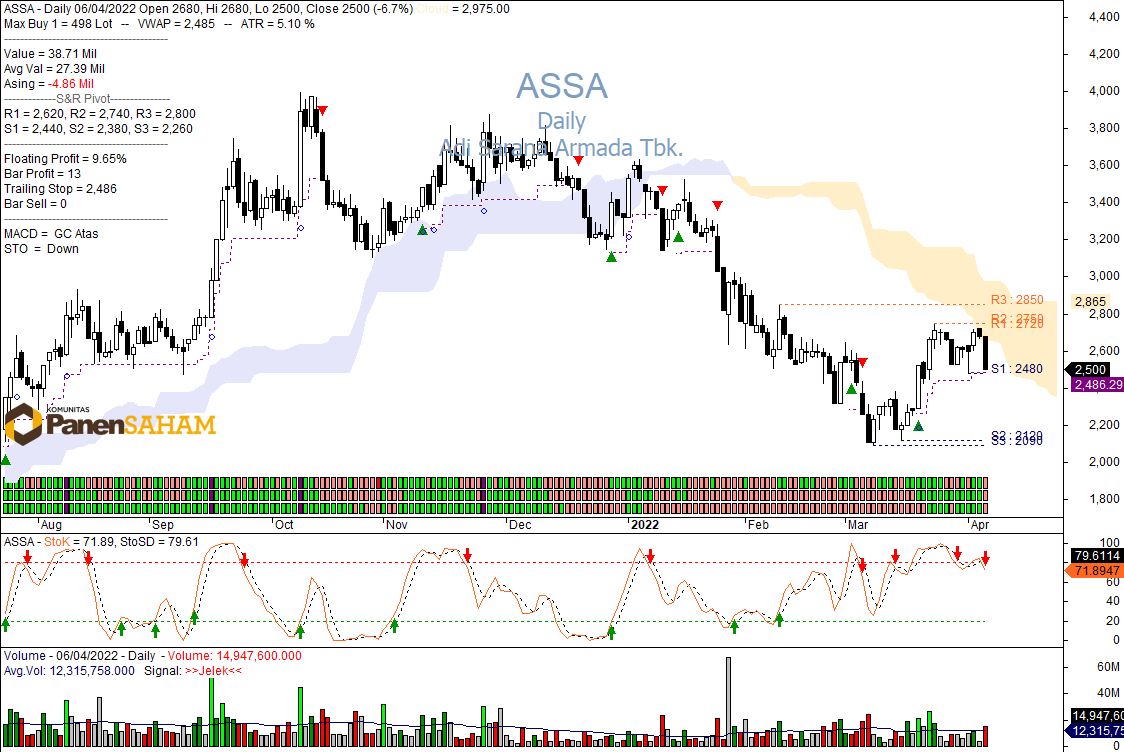 ASSA - Daily 06/04/2022 Open 2680, Hi 2680, Lo 2500, Close 2500 (-6.7%) Cloud = 2,975.00
Max Buy 1 = 498 Lot -- VWAP = 2,485 -- ATR = 5.10 %
Value = 38.71 Mil
Avg Val = 27.39 Mil
Asing = -4.86 Mil
-------------S&R Pivot---------------
R1 = 2,620, R2 = 2,740, R3 = 2,800
S1 = 2,440, S2 = 2,380, S3 = 2,260
Floating Profit = 9.65%
Bar Profit = 13
Trailing Stop = 2,486
Bar Sell = 0
MACD = GC Atas
STO = Down
ASSA
Daily
Adi Sarana Armada Tbk.
4,400
4,200
4,000
3,800
3,600
3,400
3,200
3,000
2,865
2,800
2,600
2,500
2,486.29
2,200
2,000
1,800
R3 : 2850
R2 : 2750
R1 : 2720
S1 : 2480
S2 : 2120
S3 : 2090
KOMUNITAS
PanenSAHAM
Aug Sep Oct Nov Dec 2022 Feb Mar Apr
ASSA - StoK = 71.89, StoSD = 79.61
100
79.6114
71.8947
60
40
20
0
Volume - 06/04/2022 - Daily - Volume: 14,947,600.000
Avg.Vol: 12,315,758.000 Signal: >>Jelek<<
60M
40M
14,947,60
12,315,75
0